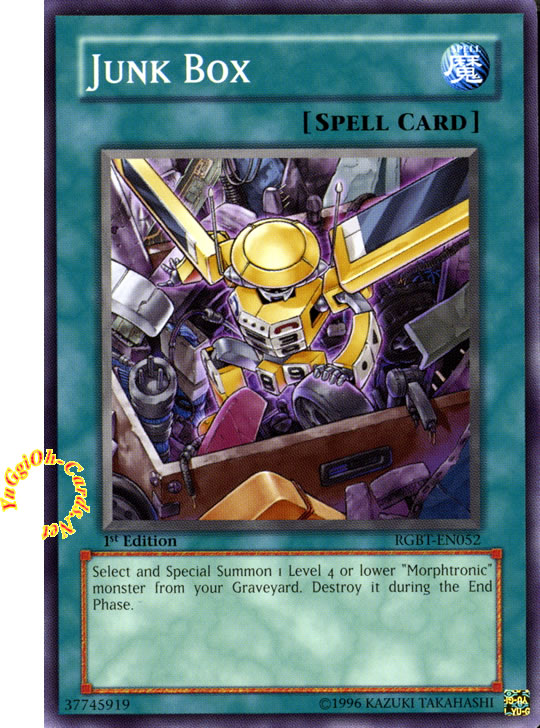 JUNK BOX
SPELL
魔
[SPELL CARD]
YuGgiOh-Cards.Net
1st Edition
RGBT-EN052
Select and Special Summon 1 Level 4 or lower "Morphtronic"
monster from your Graveyard. Destroy it during the End
Phase.
37745919
©1996 KAZUKI TAKAHASHI